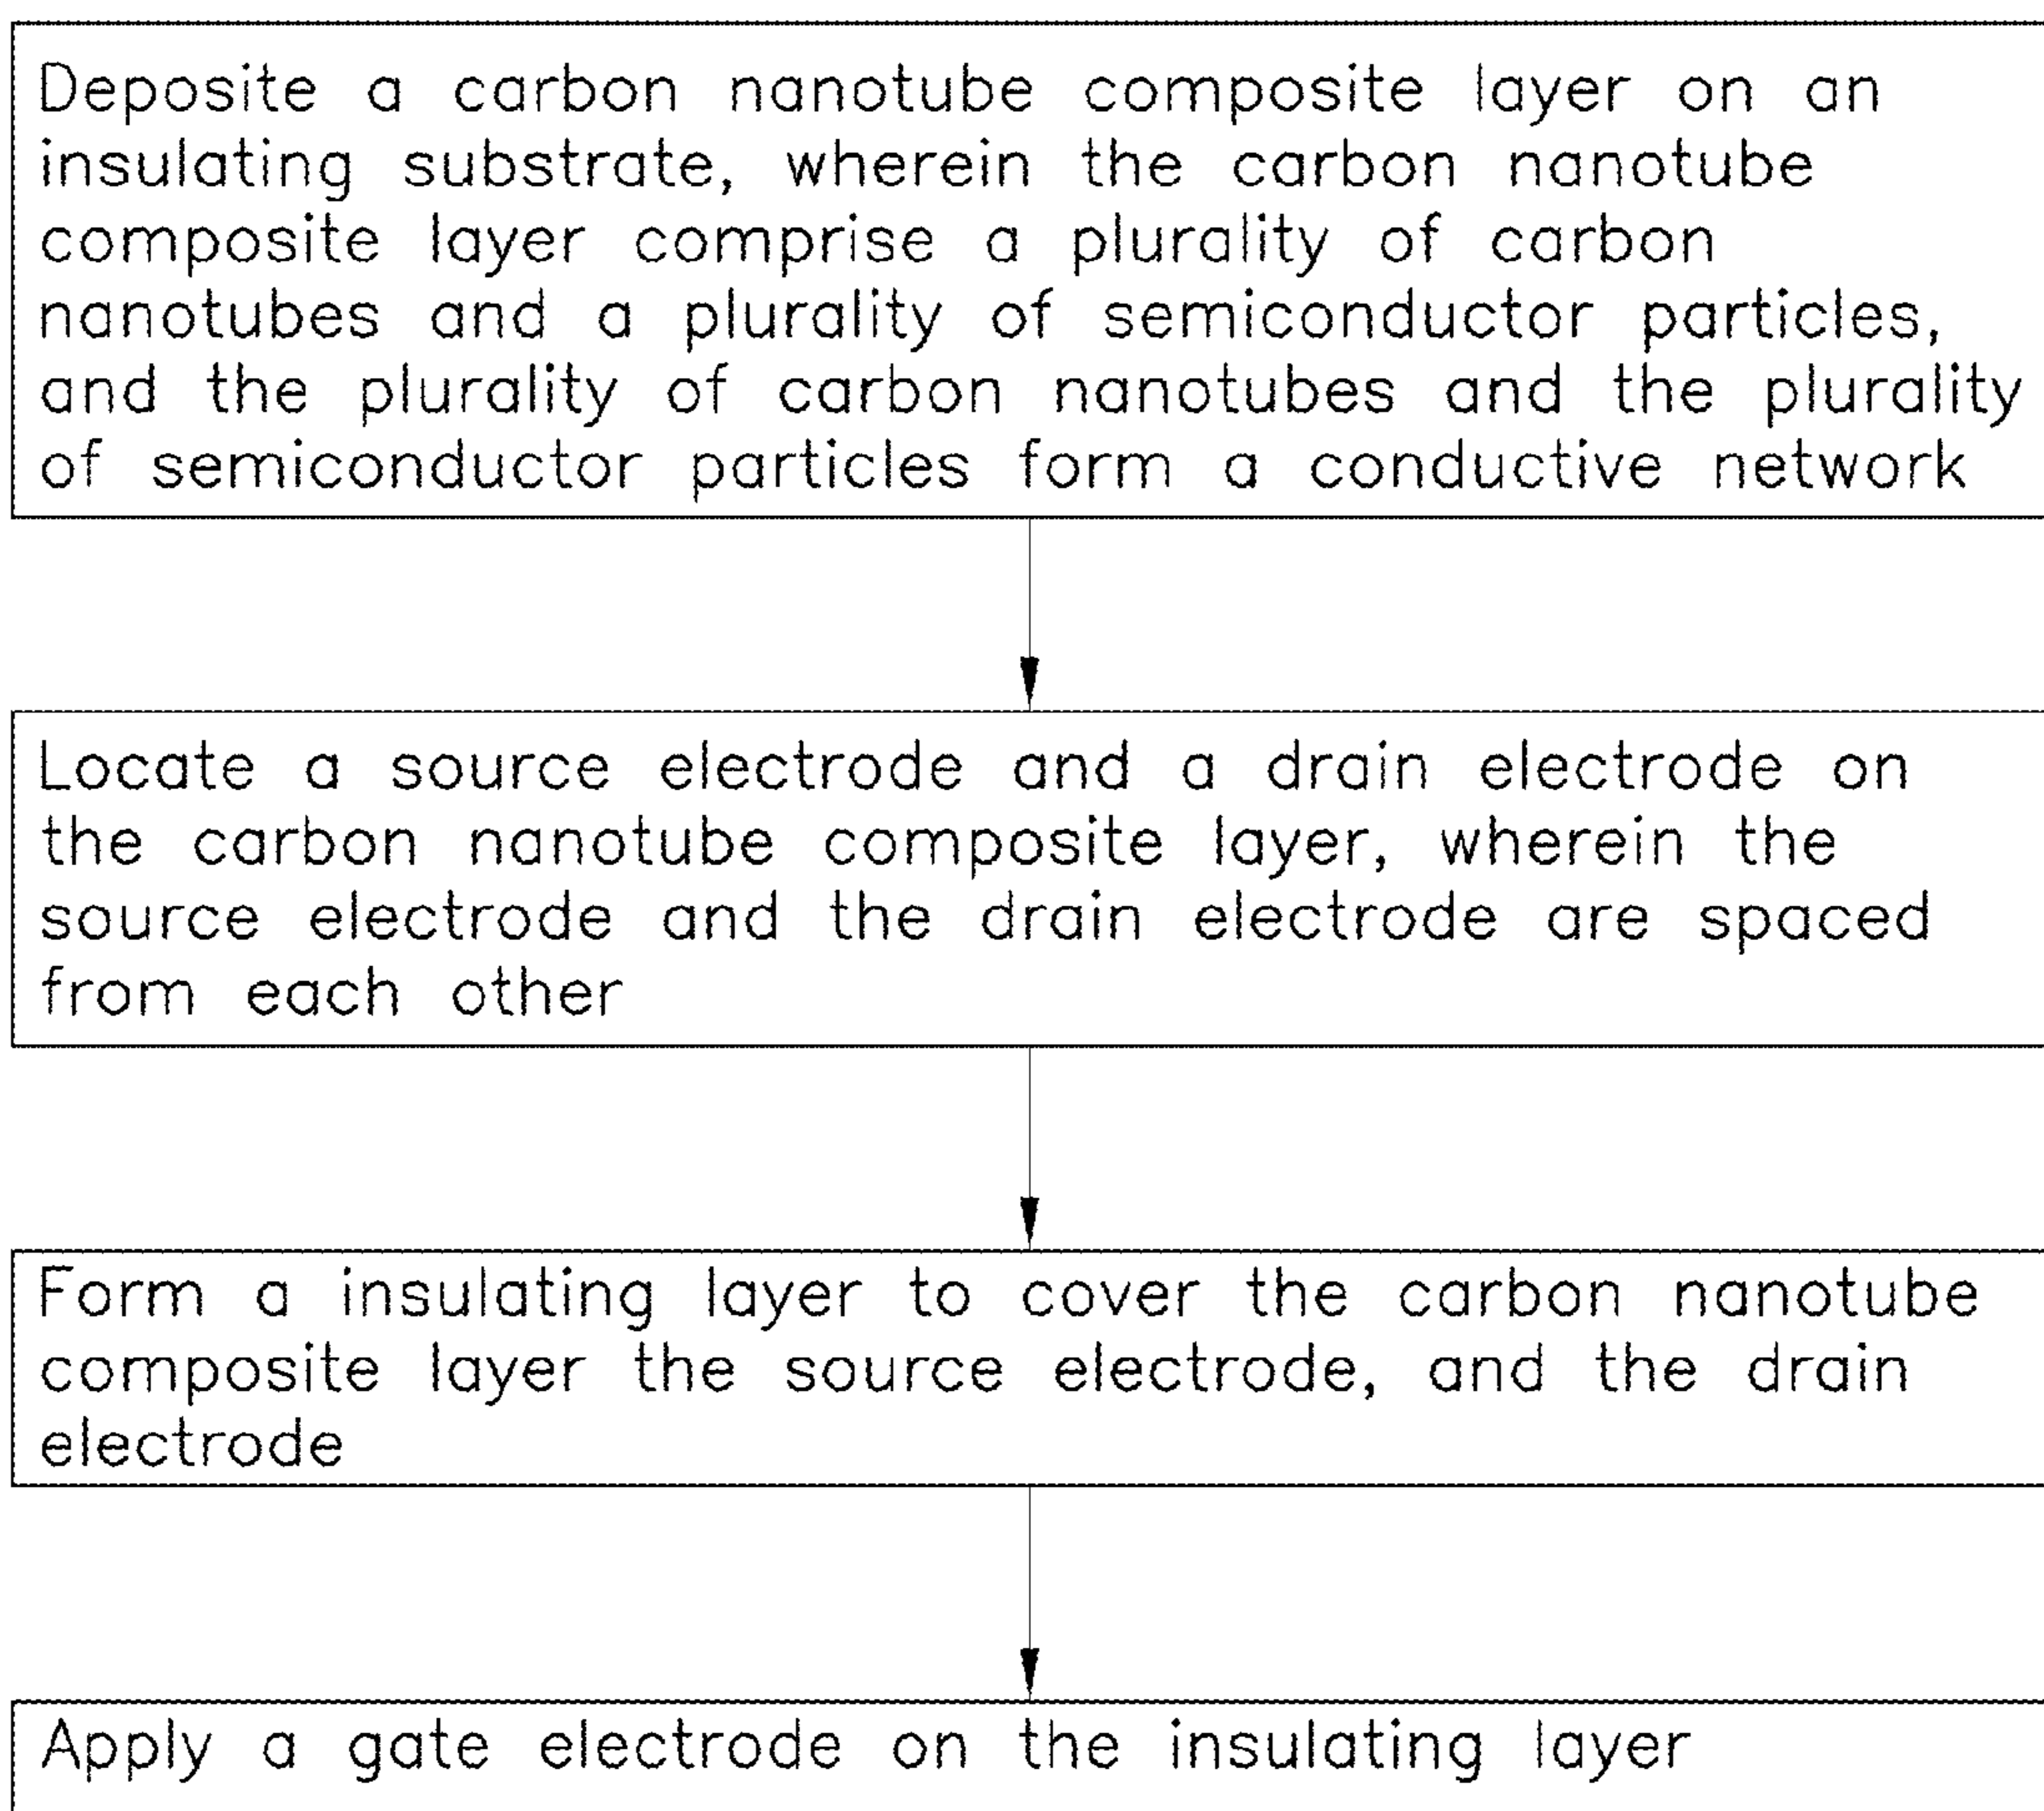 Deposite a carbon nanotube composite layer on an
insulating substrate, wherein the carbon nanotube
composite layer comprise a plurality of carbon
nanotubes and a plurality of semiconductor particles,
and the plurality of carbon nanotubes and the plurality
of semiconductor particles form a conductive network
Locate a source electrode and a drain electrode on
the carbon nanotube composite layer, wherein the
source electrode and the drain electrode are spaced
from each other
Form a insulating layer to cover the carbon nanotube
composite layer the source electrode, and the drain
electrode
Apply a gate electrode on the insulating layer